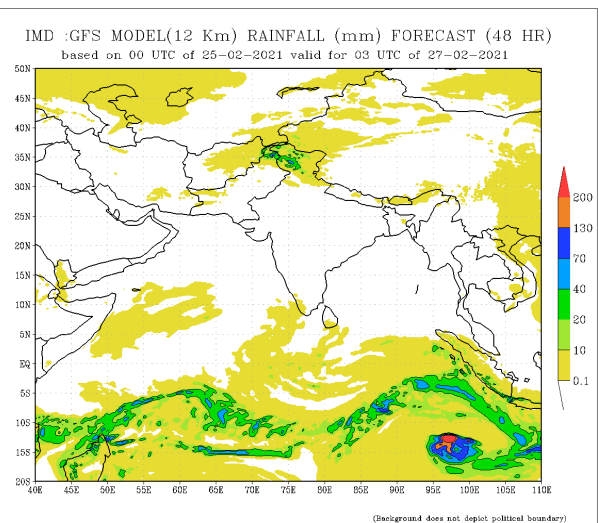 IMD :GFS MODEL(12 Km) RAINFALL (mm) FORECAST (48 HR)
based on 00 UTC of 25-02-2021 valid for 03 UTC of 27-02-2021
50N
45N
40N
35N
30N
25N
20N
15N
10N
5N
EQ
5S
10S
15S
20S
40E 45E 50E 55E 60E 65E 70E 75E 80E 85E 90E 95E 100E 105E 110E
200
130
70
40
20
10
0.1
(Background does not depict political boundary)